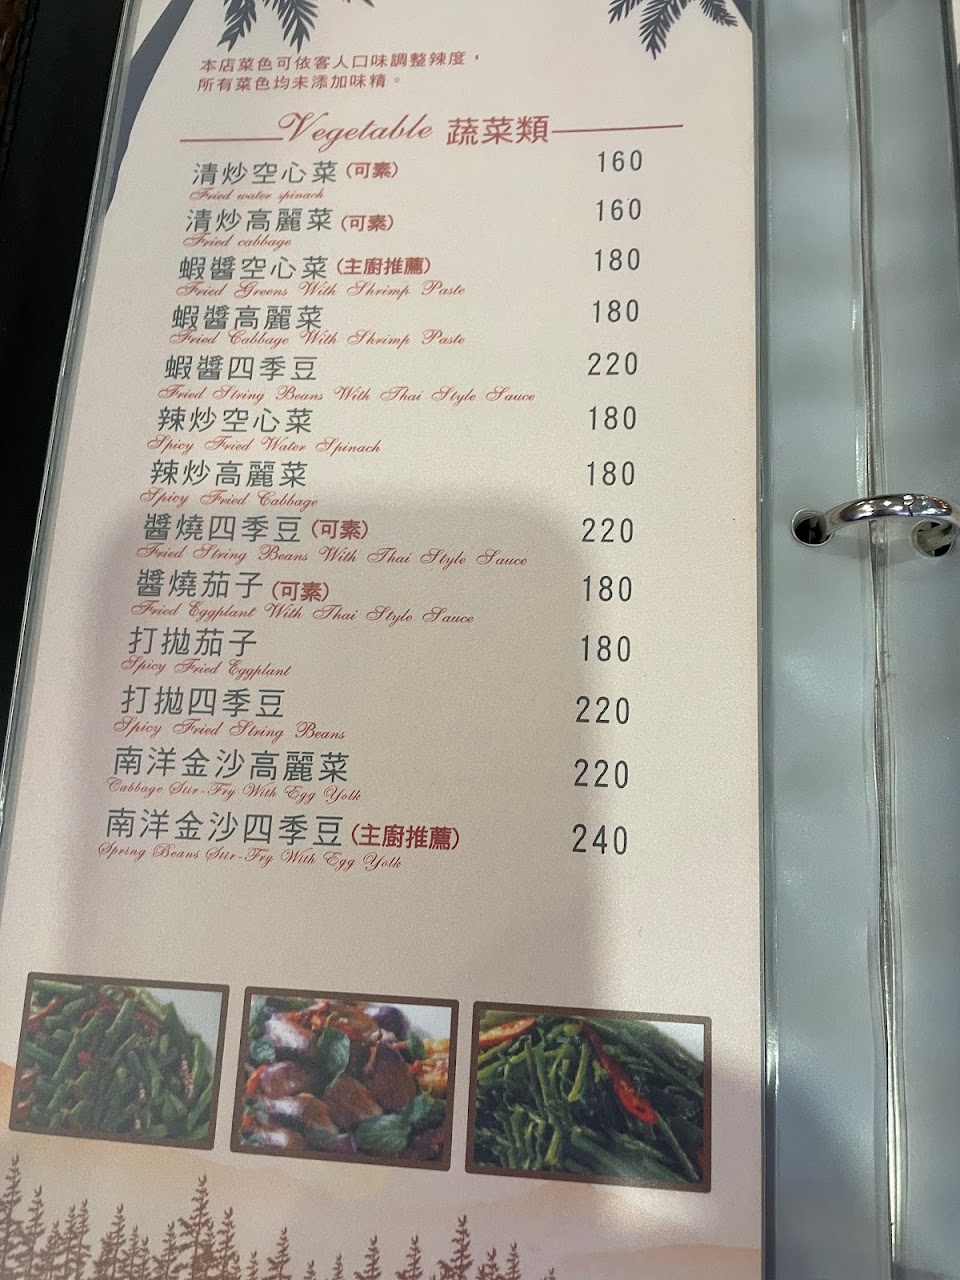 本店菜色可依客人口味調整辣度，
所有菜色均未添加味精。
Vegetable 蔬菜類
清炒空心菜(可素) 160
Fried water spinach
清炒高麗菜(可素) 160
Fried cabbage
蝦醬空心菜(主廚推薦) 180
Fried Greens With Shrimp Paste
蝦醬高麗菜 180
Fried Cabbage With Shrimp Paste
蝦醬四季豆 220
Fried String Beans With Thai Style Sauce
辣炒空心菜 180
Spicy Fried Water Spinach
辣炒高麗菜 180
Spicy Fried Cabbage
醬燒四季豆(可素) 220
Fried String Beans With Thai Style Sauce
醬燒茄子(可素) 180
Fried Eggplant With Thai Style Sauce
打拋茄子 180
Spicy Fried Eggplant
打拋四季豆 220
Spicy Fried String Beans
南洋金沙高麗菜 220
Cabbage Stir-Fry With Egg Yolk
南洋金沙四季豆(主廚推薦) 240
Spring Beans Stir-Fry With Egg Yolk